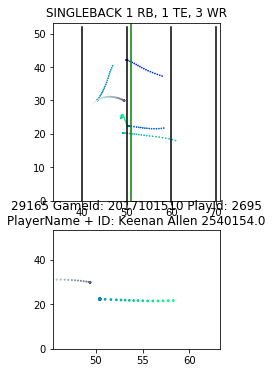 SINGLEBACK 1 RB, 1 TE, 3 WR
50
40
30
20
10
0
40 50 60 70
29165 GameId: 2017101510 PlayId: 2695
PlayerName + ID: Keenan Allen 2540154.0
40
20
0
50 55 60